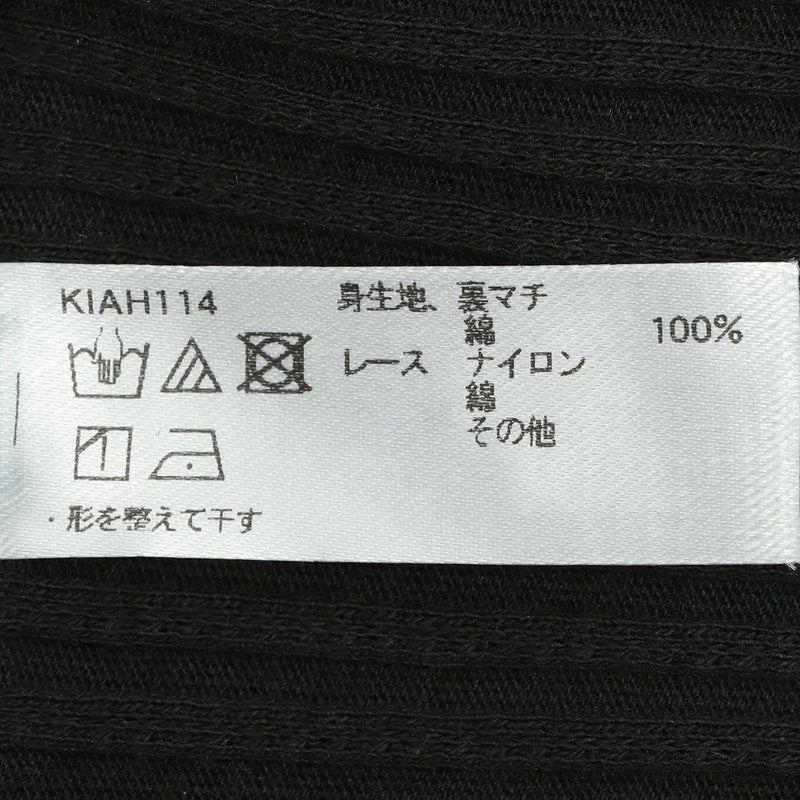 KIAH114
身生地、裏マチ
綿 100%
レース ナイロン
綿
その他
・形を整えて干す